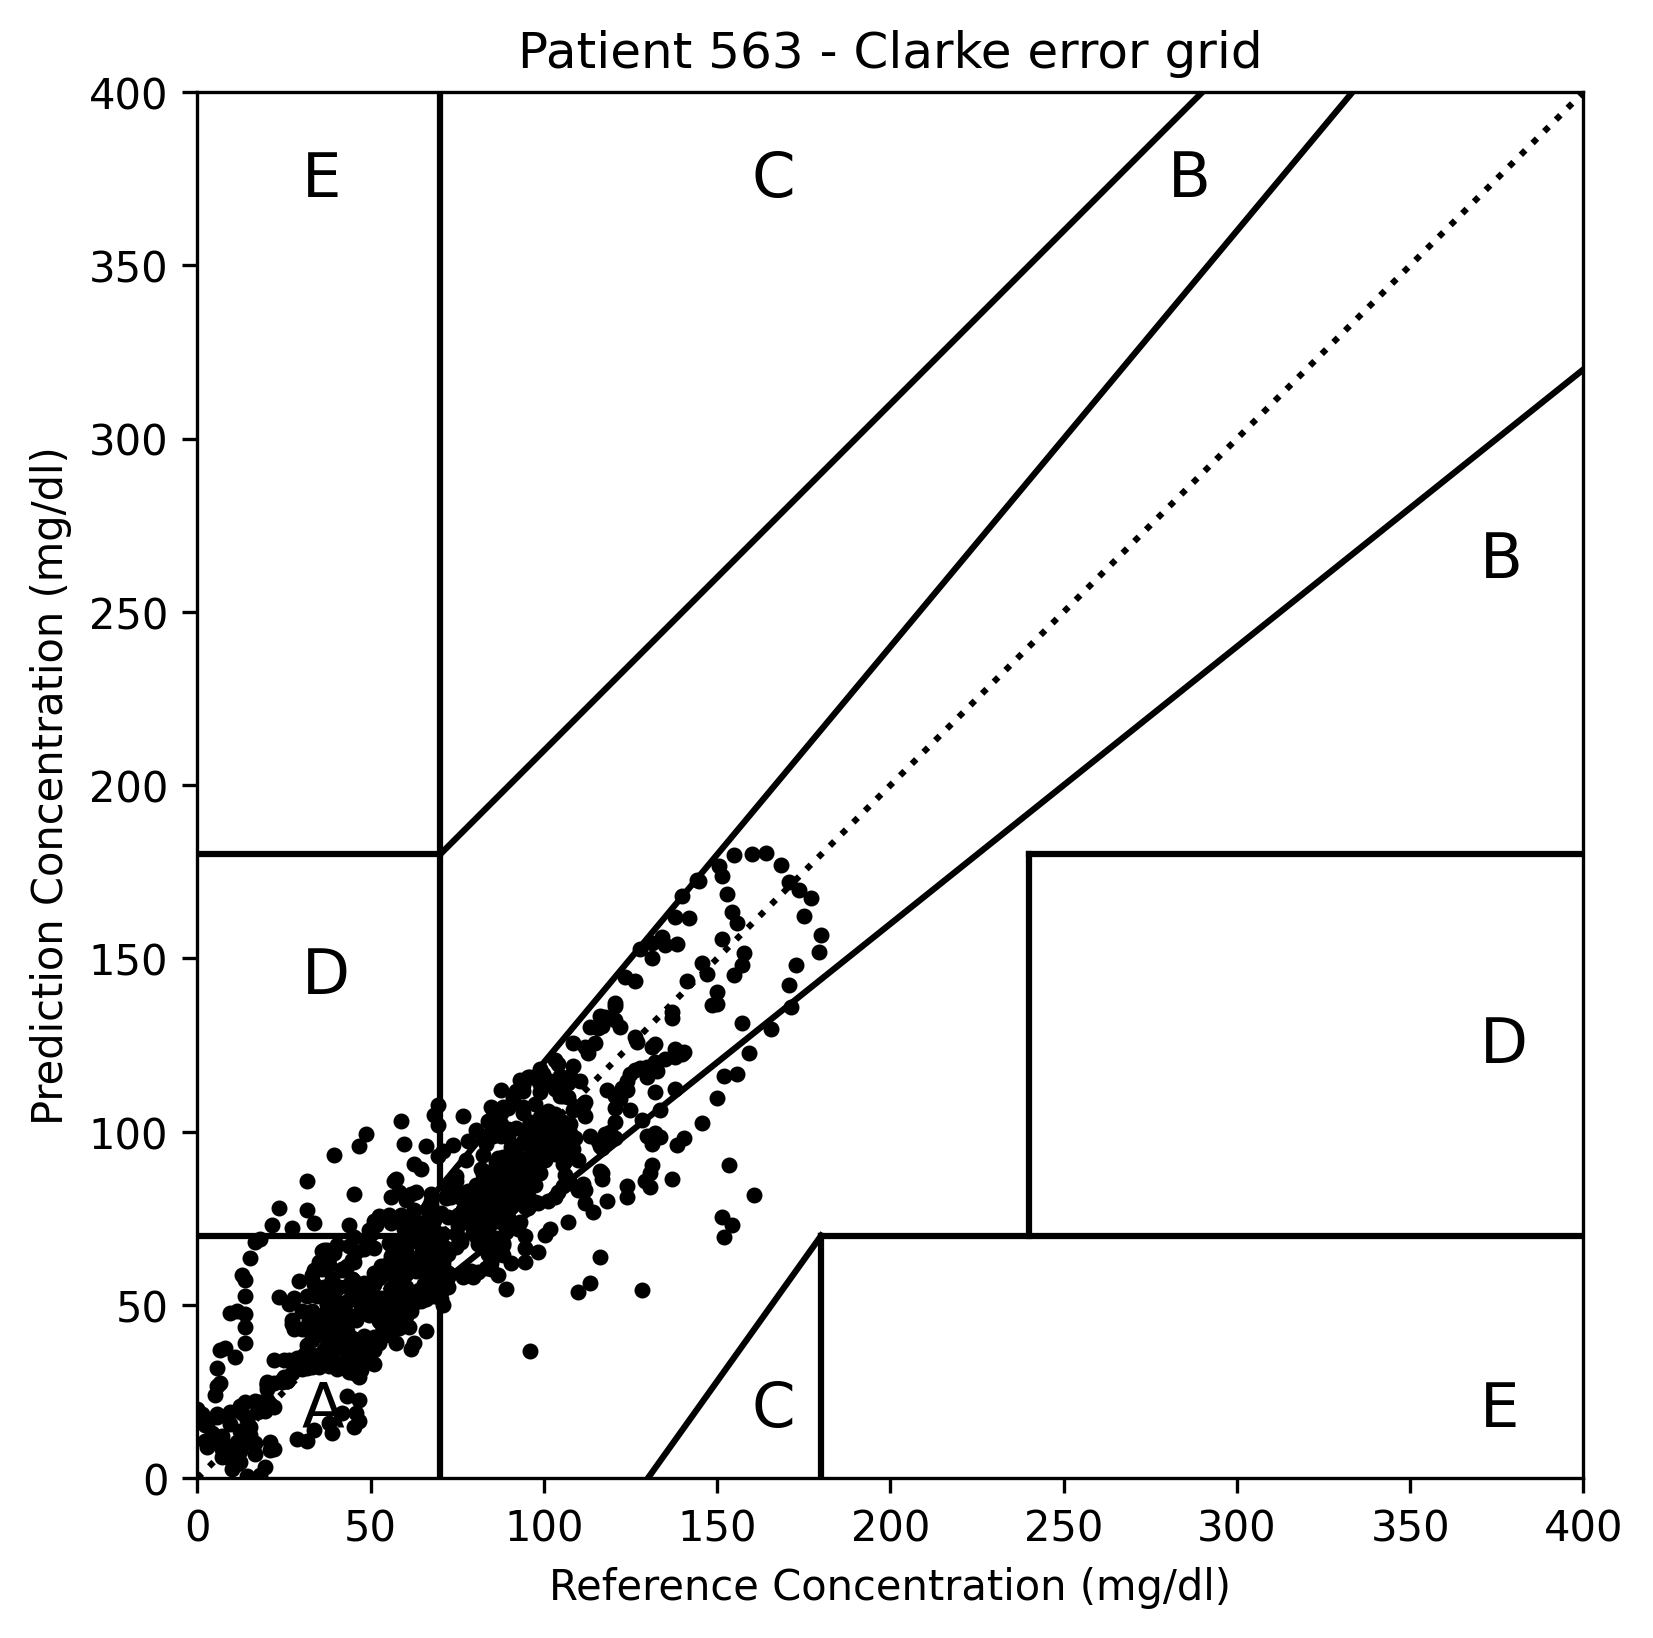 Patient 563 - Clarke error grid
Prediction Concentration (mg/dl)
400
350
300
250
200
150
100
50
0
E
C
B
B
D
D
A
C
E
0 50 100 150 200 250 300 350 400
Reference Concentration (mg/dl)